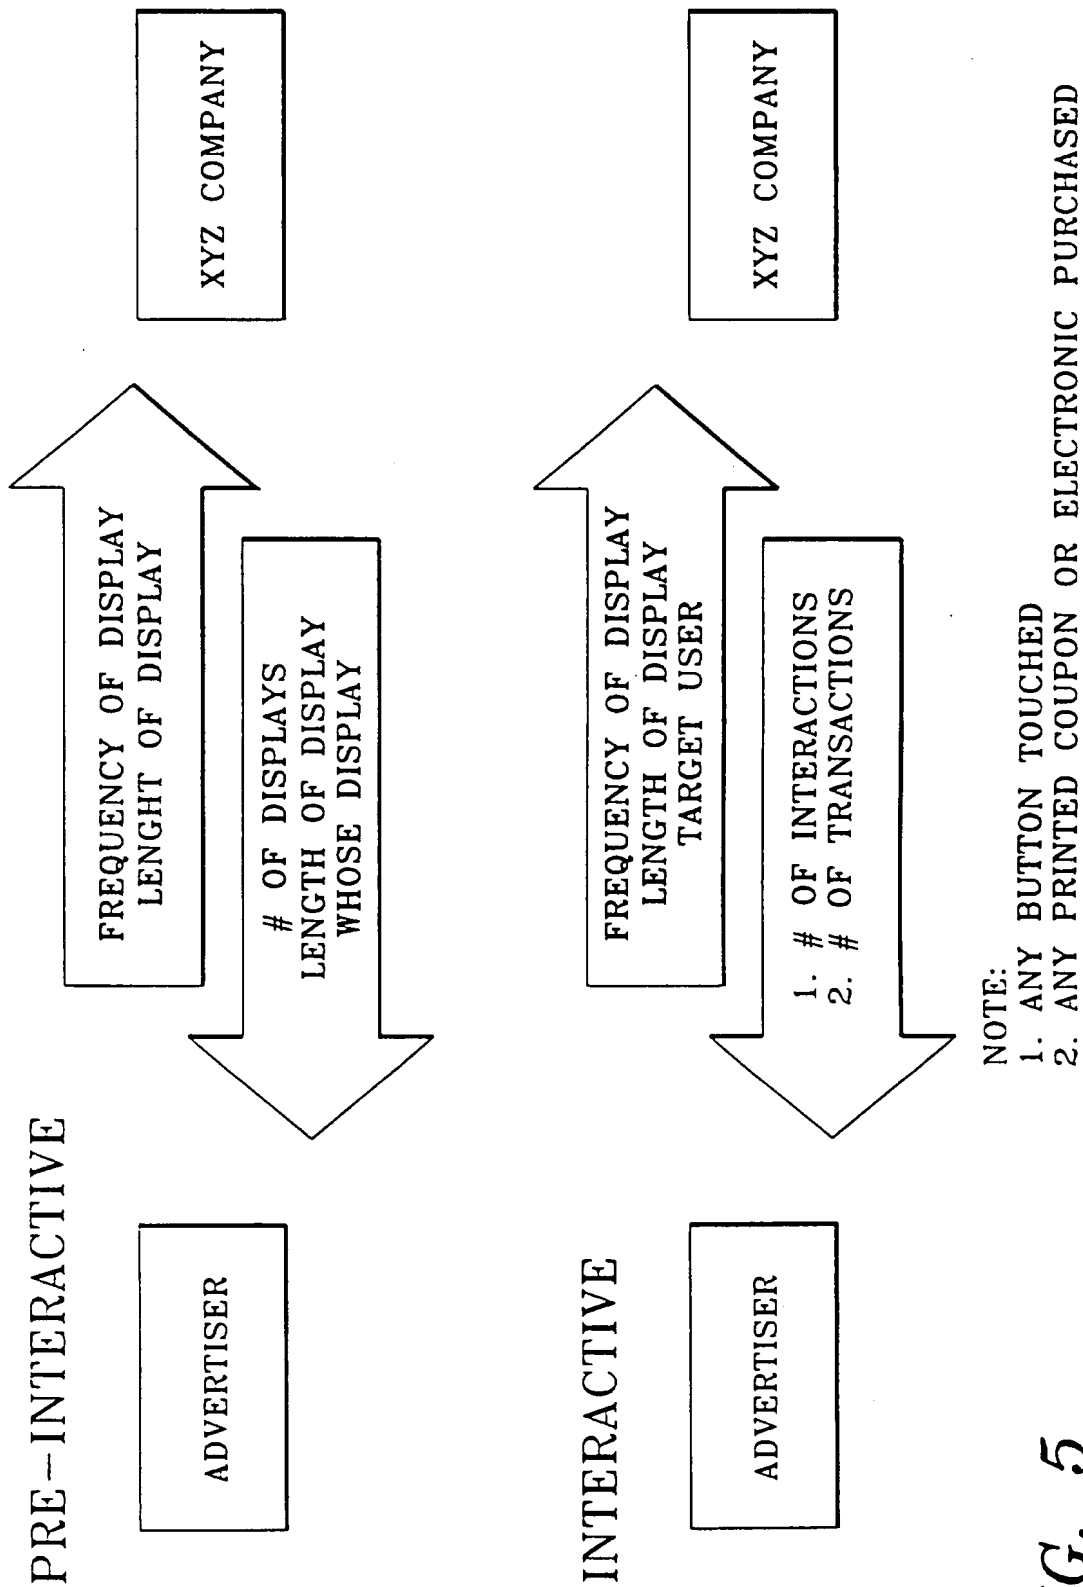 PRE-INTERACTIVE
ADVERTISER
FREQUENCY OF DISPLAY
LENGHT OF DISPLAY
# OF DISPLAYS
LENGTH OF DISPLAY
WHOSE DISPLAY
XYZ COMPANY
INTERACTIVE
ADVERTISER
FREQUENCY OF DISPLAY
LENGTH OF DISPLAY
TARGET USER
1. # OF INTERACTIONS
2. # OF TRANSACTIONS
XYZ COMPANY
NOTE:
1. ANY BUTTON TOUCHED
2. ANY PRINTED COUPON OR ELECTRONIC PURCHASED
G. 5